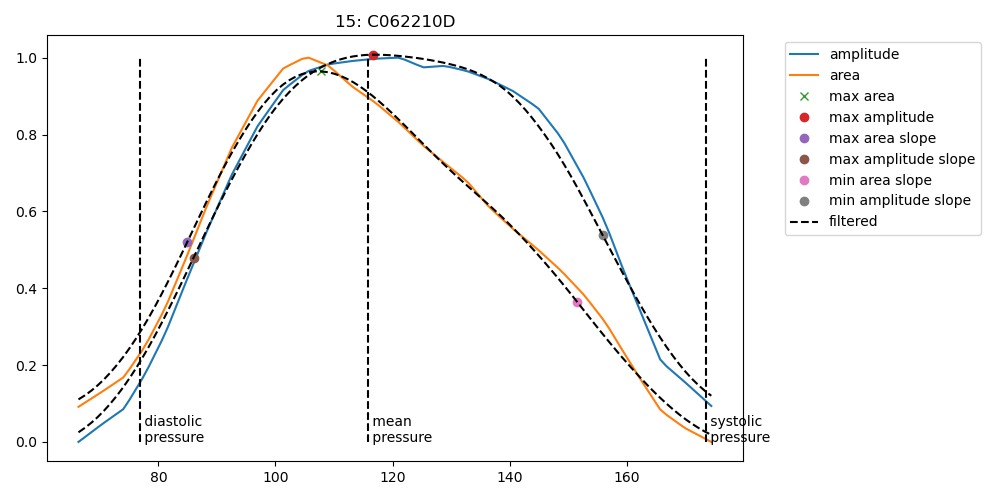 15: C062210D
1.0
0.8
0.6
0.4
0.2
0.0
80
100
120
140
160
diastolic
pressure
mean
pressure
systolic
pressure
amplitude
area
max area
max amplitude
max area slope
max amplitude slope
min area slope
min amplitude slope
filtered